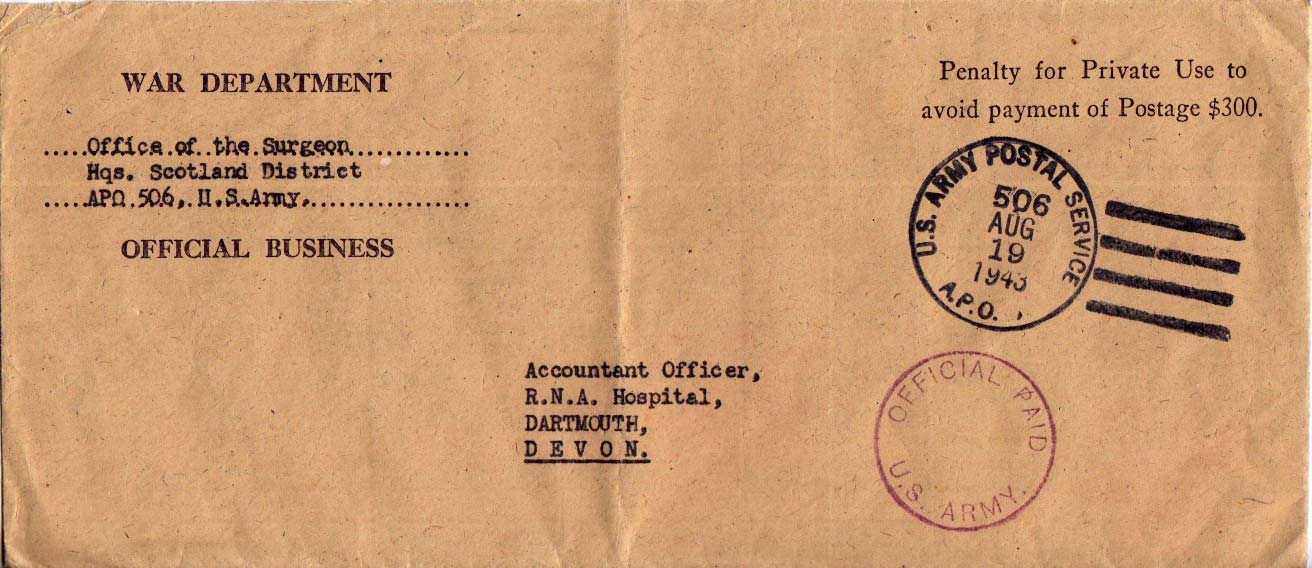 WAR DEPARTMENT
.....Office.of.the.Surgeon............
Hqs. Scotland District
.....APO.506,.U.S.Army..................
OFFICIAL BUSINESS
Penalty for Private Use to
avoid payment of Postage $300.
U.S. ARMY POSTAL SERVICE
506
AUG
19
1943
A.P.O.
Accountant Officer,
R.N.A. Hospital,
DARTMOUTH,
D E V O N.
OFFICIAL PAID
U.S. ARMY.